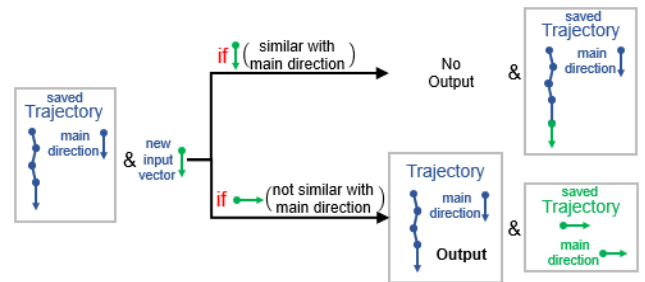 saved
Trajectory
main
direction
&
new
input
vector
if (similar with
main direction)
No
Output
&
saved
Trajectory
main
direction
if (not similar with
main direction)
Trajectory
main
direction
Output
&
saved
Trajectory
main
direction